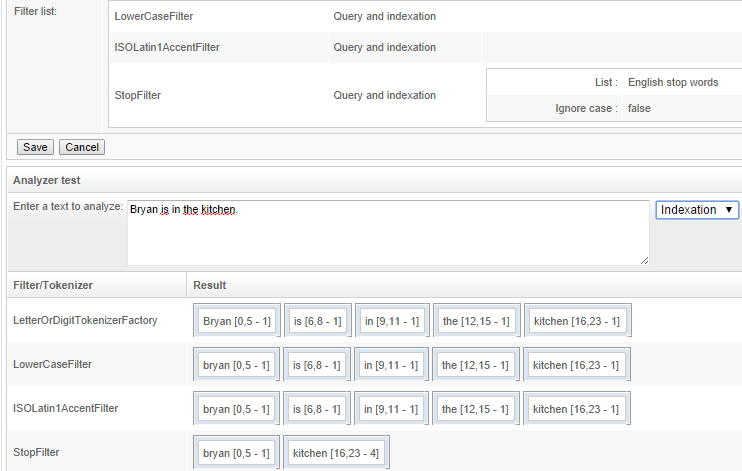 Filter list:
LowerCaseFilter Query and indexation
ISOLatin1AccentFilter Query and indexation
StopFilter Query and indexation
List : English stop words
Ignore case : false
Save Cancel
Analyzer test
Enter a text to analyze: Bryan is in the kitchen. Indexation ▼
Filter/Tokenizer Result
LetterOrDigitTokenizerFactory Bryan [0,5 - 1] is [6,8 - 1] in [9,11 - 1] the [12,15 - 1] kitchen [16,23 - 1]
LowerCaseFilter bryan [0,5 - 1] is [6,8 - 1] in [9,11 - 1] the [12,15 - 1] kitchen [16,23 - 1]
ISOLatin1AccentFilter bryan [0,5 - 1] is [6,8 - 1] in [9,11 - 1] the [12,15 - 1] kitchen [16,23 - 1]
StopFilter bryan [0,5 - 1] kitchen [16,23 - 4]